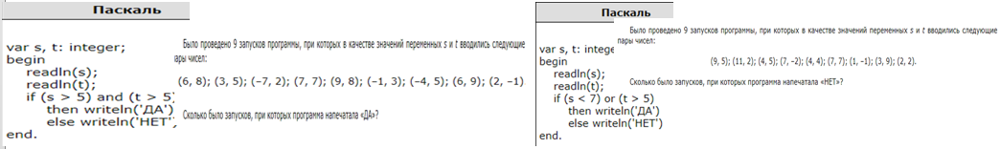 Паскаль
var s, t: integer;
begin
readln(s);
readln(t);
if (s > 5) and (t > 5)
then writeln('ДА')
else writeln('НЕТ')
end.
Было проведено 9 запусков программы, при которых в качестве значений переменных s и t вводились следующие
пары чисел:
(6, 8); (3, 5); (–7, 2); (7, 7); (9, 8); (–1, 3); (–4, 5); (6, 9); (2, –1)
Сколько было запусков, при которых программа напечатала «ДА»?
Паскаль
var s, t: intege
begin
readln(s);
readln(t);
if (s < 7) or (t > 5)
then writeln('ДА')
else writeln('НЕТ')
end.
Было проведено 9 запусков программы, при которых в качестве значений переменных s и t вводились следующие
пары чисел:
(9, 5); (11, 2); (4, 5); (7, –2); (4, 4); (7, 7); (1, –1); (3, 9); (2, 2).
Сколько было запусков, при которых программа напечатала «НЕТ»?